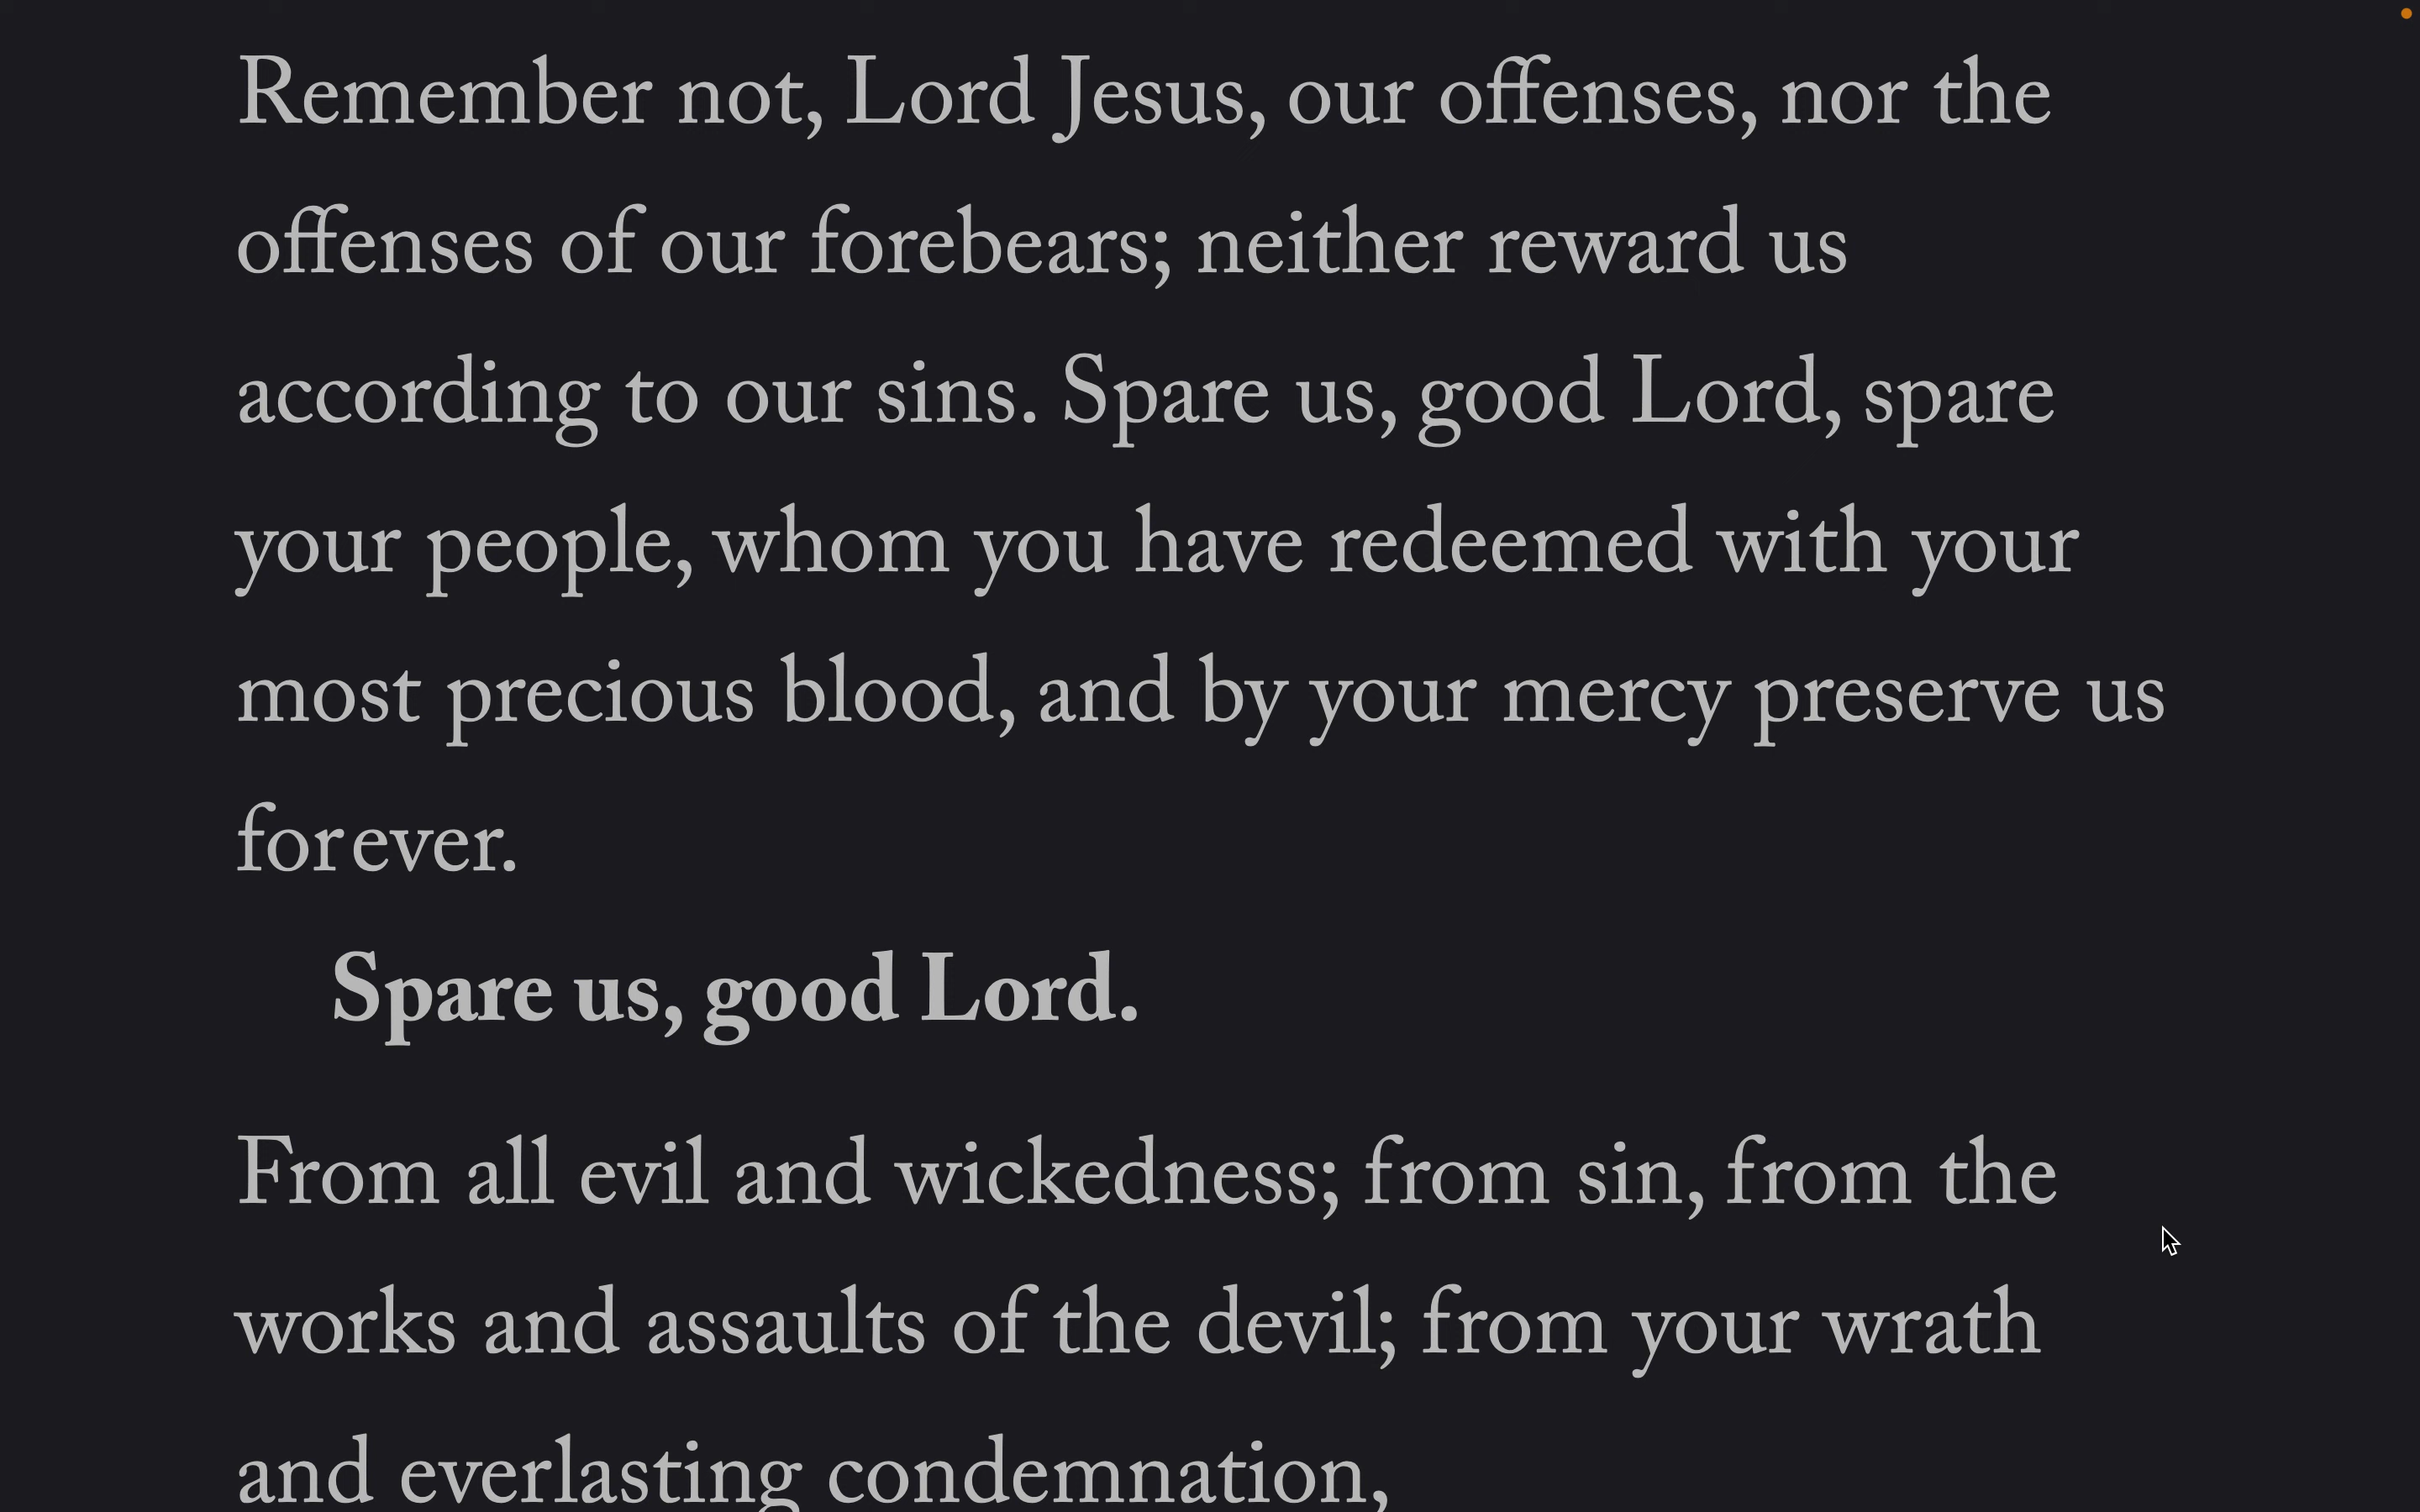 Remember not, Lord Jesus, our offenses, nor the
offenses of our forebears; neither reward us
according to our sins. Spare us, good Lord, spare
your people, whom you have redeemed with your
most precious blood, and by your mercy preserve us
forever.
Spare us, good Lord.
From all evil and wickedness; from sin, from the
works and assaults of the devil; from your wrath
and everlasting condemnation,